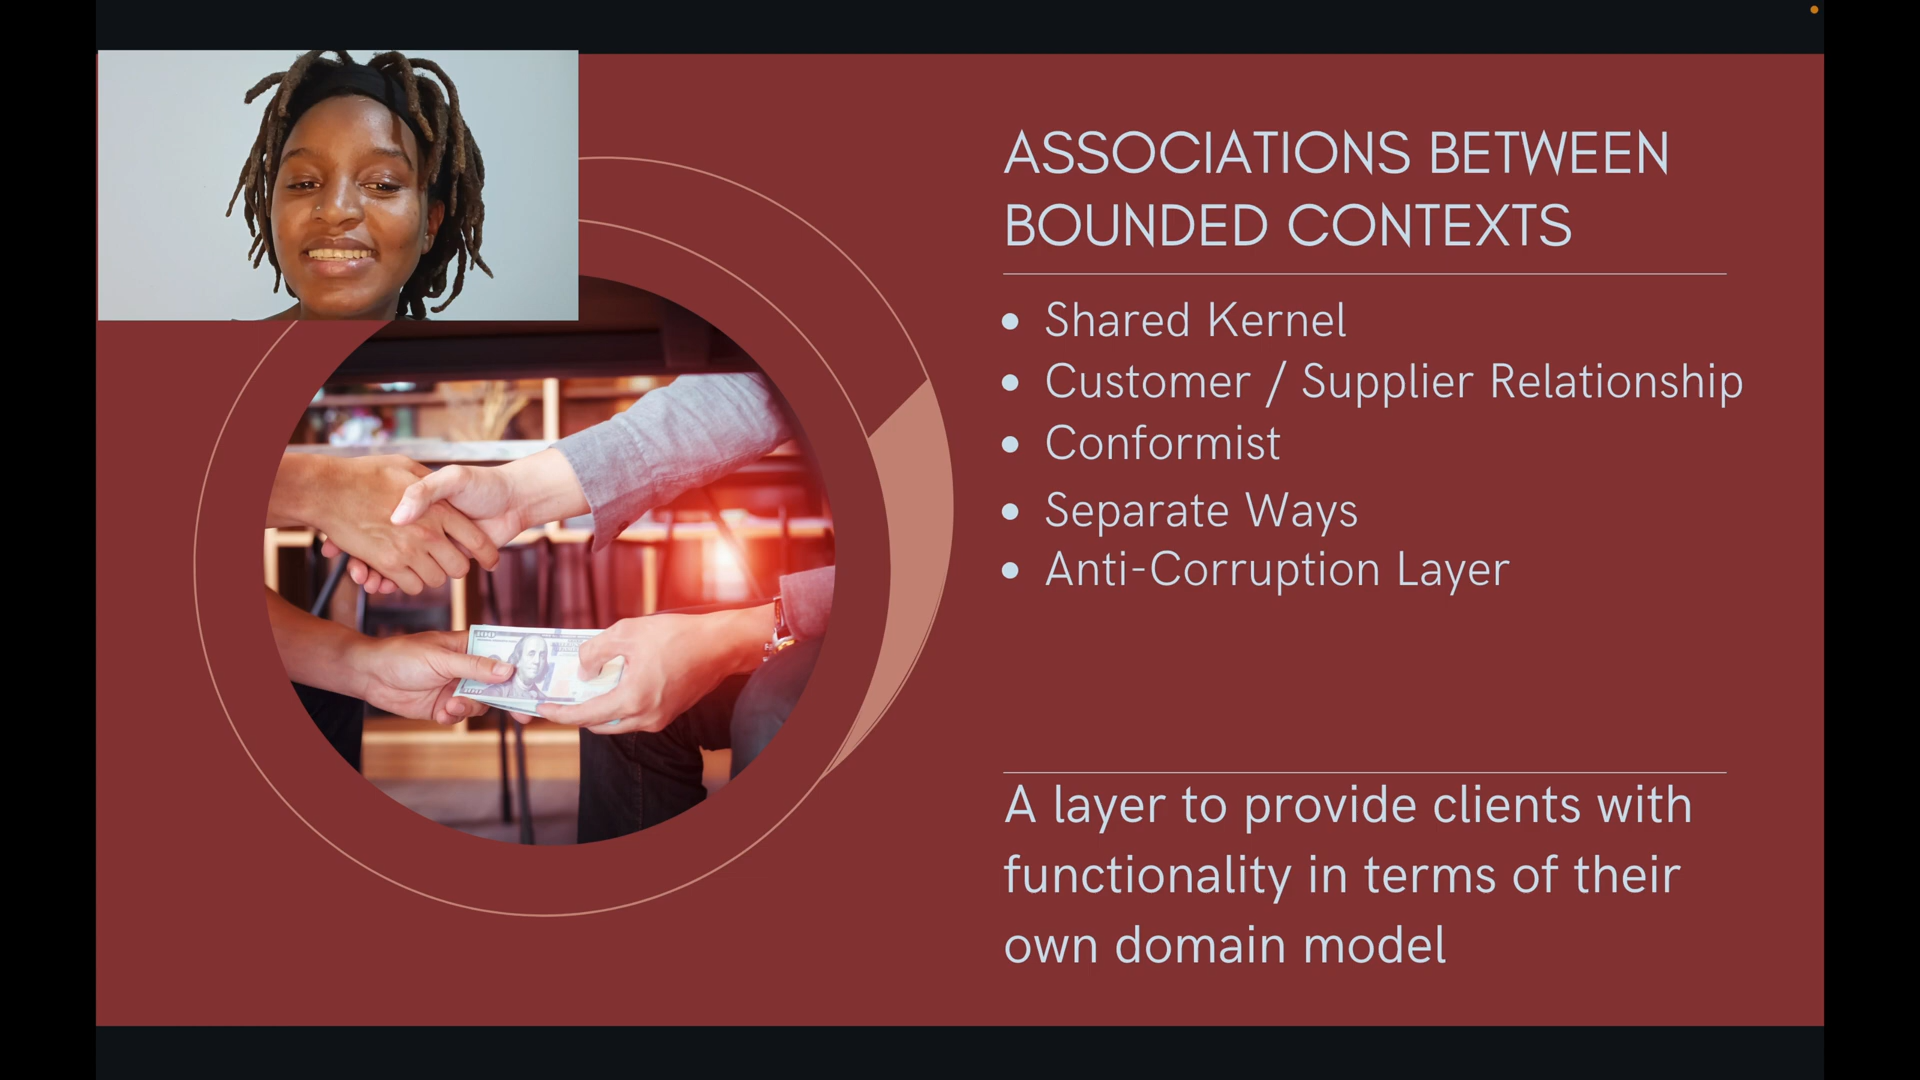 ASSOCIATIONS BETWEEN
BOUNDED CONTEXTS
Shared Kernel
Customer / Supplier Relationship
Conformist
Separate Ways
Anti-Corruption Layer
A layer to provide clients with
functionality in terms of their
own domain model